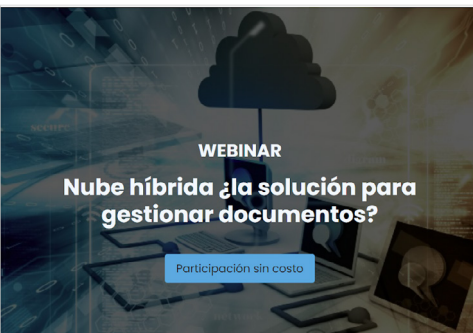 WEBINAR
Nube híbrida ¿la solución para
gestionar documentos?
Participación sin costo